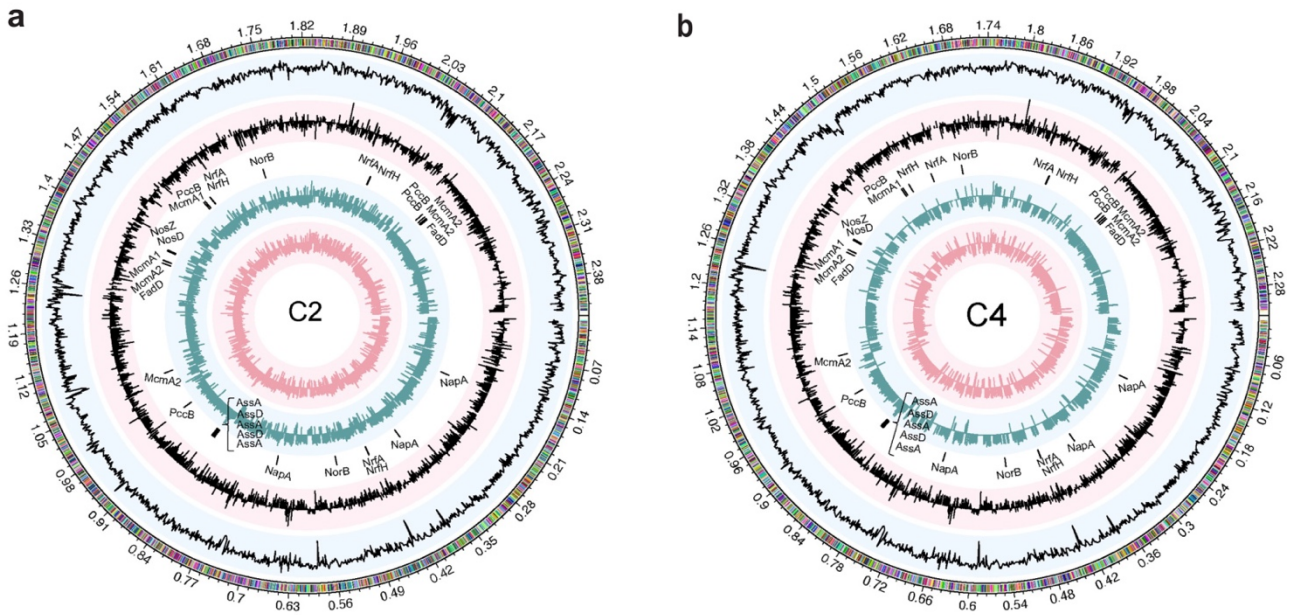 a
1.82
1.89
1.96
2.03
2.1
2.17
2.24
2.31
2.38
0.07
0.14
0.21
0.28
0.35
0.42
0.49
0.56
0.63
0.7
0.77
0.84
0.91
0.98
1.05
1.12
1.19
1.26
1.33
1.4
1.47
1.54
1.61
1.68
1.75
NorB
NrfA
NrfH
PccB
McmA2
PccB
McmA2
FadD
NapA
NapA
NrfA
NrfH
NorB
NapA
AssA
AssD
AssA
AssD
AssA
PccB
McmA2
FadD
McmA2
McmA1
NosD
NosZ
McmA1
PccB
NrfH
NrfA
C2
b
1.74
1.8
1.86
1.92
1.98
2.04
2.1
2.16
2.22
2.28
0.06
0.12
0.18
0.24
0.3
0.36
0.42
0.48
0.54
0.6
0.66
0.72
0.78
0.84
0.9
0.96
1.02
1.08
1.14
1.2
1.26
1.32
1.38
1.44
1.5
1.56
1.62
1.68
NorB
NrfA
NrfH
PccB
McmA2
PccB
McmA2
FadD
NapA
NapA
NrfA
NrfH
NorB
NapA
AssA
AssD
AssA
AssD
AssA
PccB
McmA2
FadD
McmA2
McmA1
NosD
NosZ
McmA1
PccB
NrfH
NrfA
C4